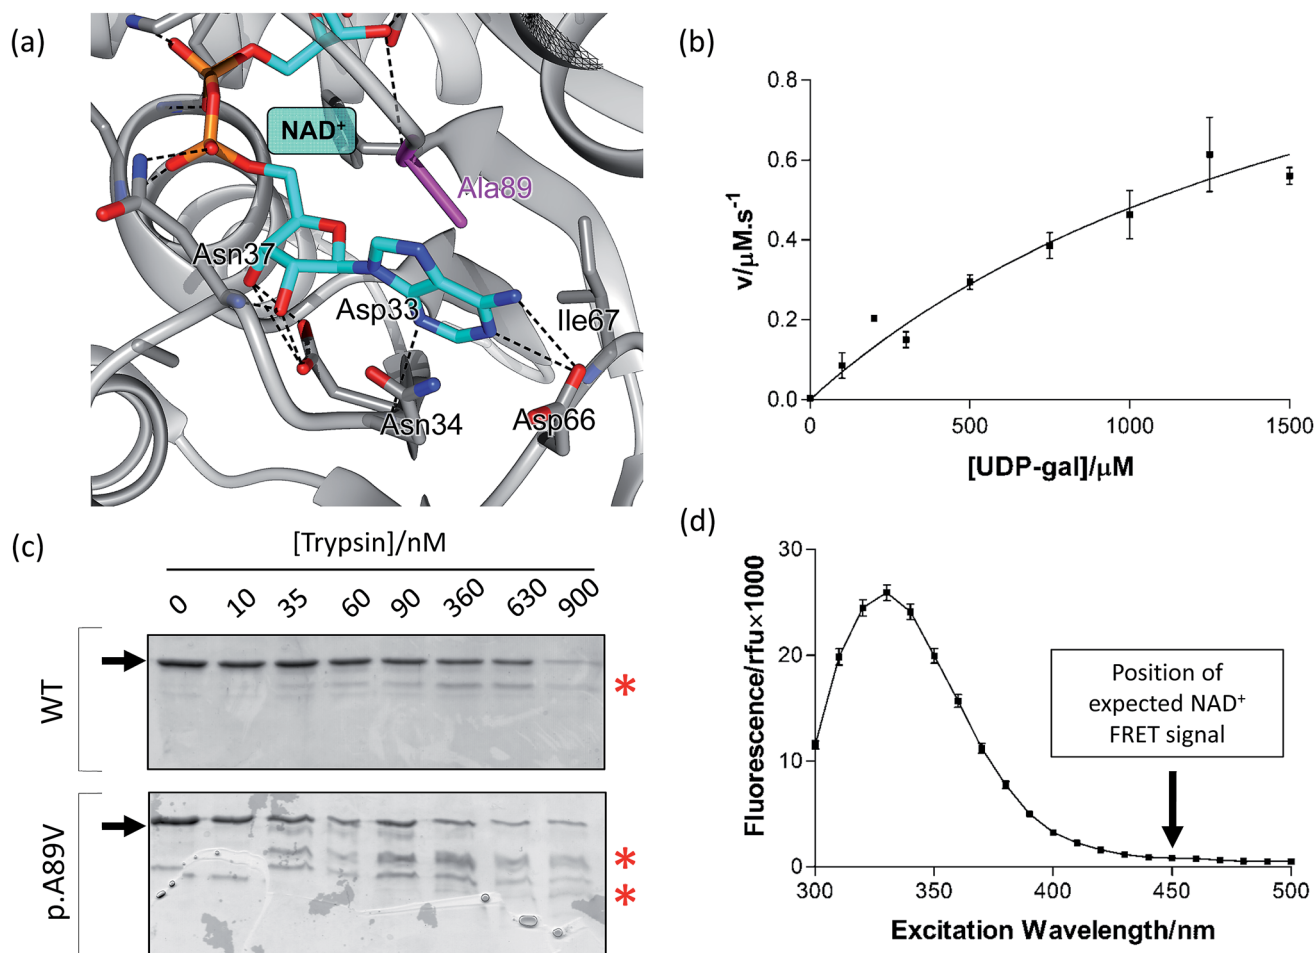 (a)
NAD⁺
Ala89
Asn37
Asp33
Ile67
Asn34
Asp66
(b)
v/μM.s⁻¹
0.8
0.6
0.4
0.2
0.0
0 500 1000 1500
[UDP-gal]/μM
(c)
[Trypsin]/nM
0 10 35 60 90 360 630 900
WT
*
p.A89V
*
*
(d)
Fluorescence/rfu×1000
30
20
10
0
Position of
expected NAD⁺
FRET signal
300 350 400 450 500
Excitation Wavelength/nm